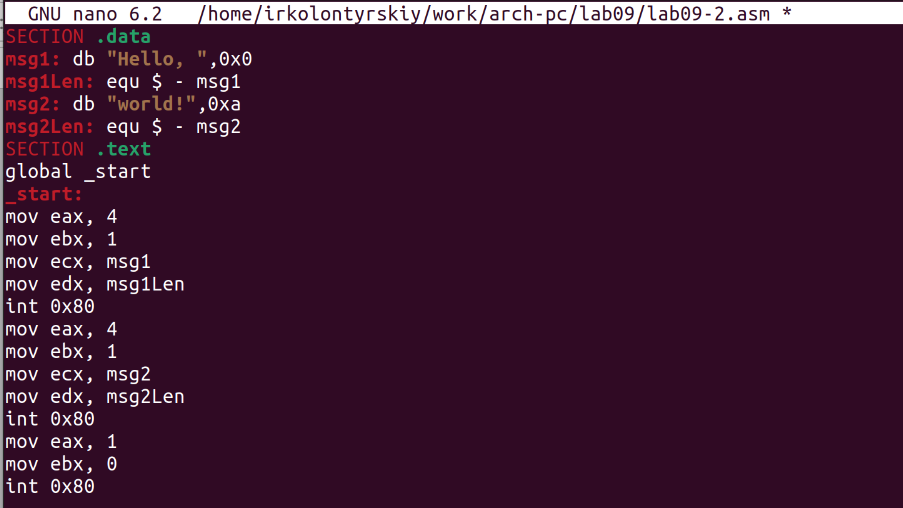 GNU nano 6.2 /home/irkolontyrskiy/work/arch-pc/lab09/lab09-2.asm *
SECTION .data
msg1: db "Hello, ",0x0
msg1Len: equ $ - msg1
msg2: db "world!",0xa
msg2Len: equ $ - msg2
SECTION .text
global _start
_start:
mov eax, 4
mov ebx, 1
mov ecx, msg1
mov edx, msg1Len
int 0x80
mov eax, 4
mov ebx, 1
mov ecx, msg2
mov edx, msg2Len
int 0x80
mov eax, 1
mov ebx, 0
int 0x80